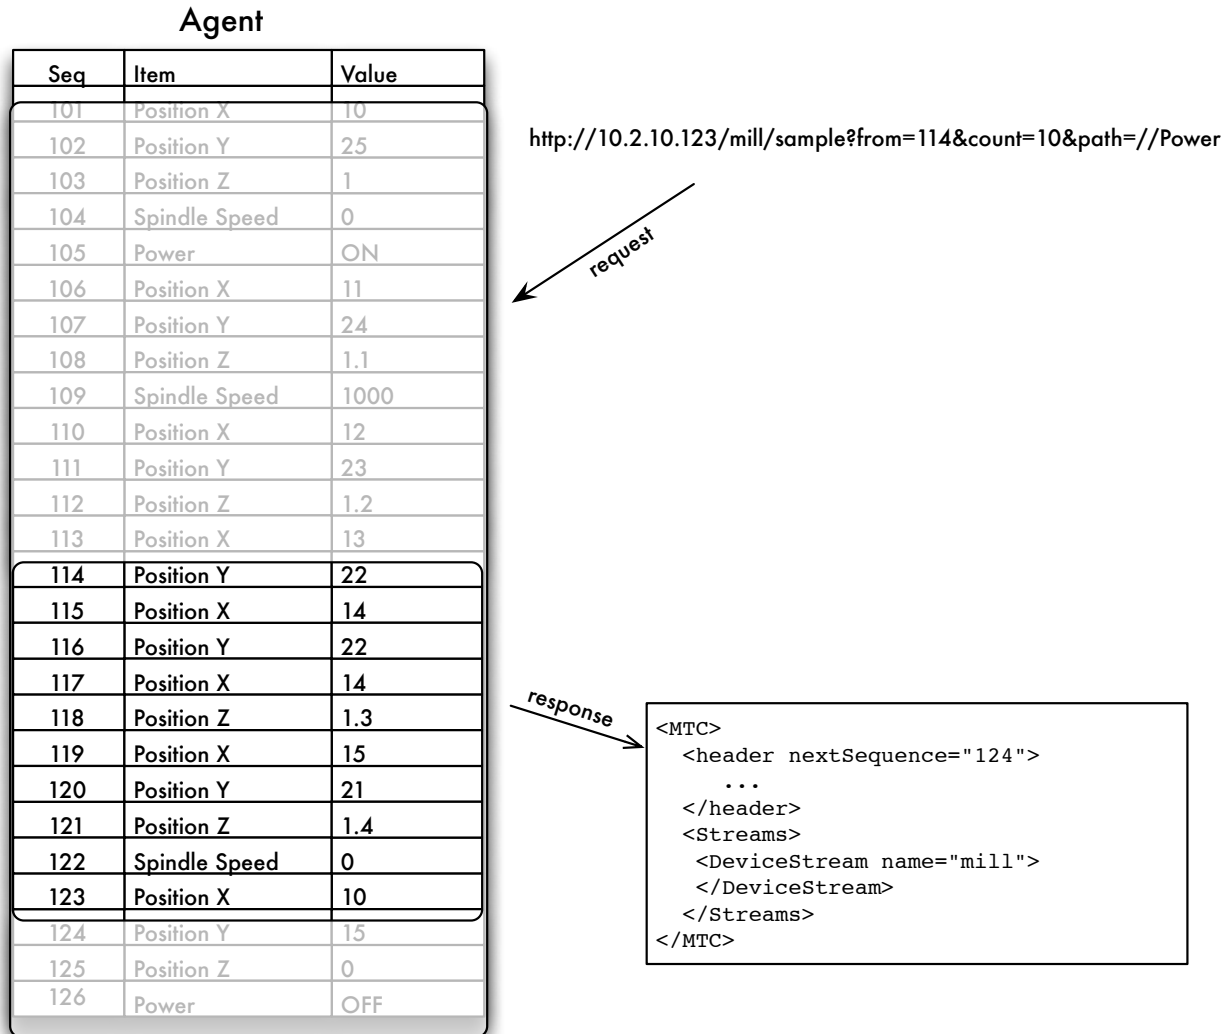 Agent
Seq Item Value
101 Position X 10
102 Position Y 25
103 Position Z 1
104 Spindle Speed 0
105 Power ON
106 Position X 11
107 Position Y 24
108 Position Z 1.1
109 Spindle Speed 1000
110 Position X 12
111 Position Y 23
112 Position Z 1.2
113 Position X 13
114 Position Y 22
115 Position X 14
116 Position Y 22
117 Position X 14
118 Position Z 1.3
119 Position X 15
120 Position Y 21
121 Position Z 1.4
122 Spindle Speed 0
123 Position X 10
124 Position Y 15
125 Position Z 0
126 Power OFF
http://10.2.10.123/mill/sample?from=114&count=10&path=//Power
request
response
<MTC>
<header nextSequence="124">
...
</header>
<Streams>
<DeviceStream name="mill">
</DeviceStream>
</Streams>
</MTC>